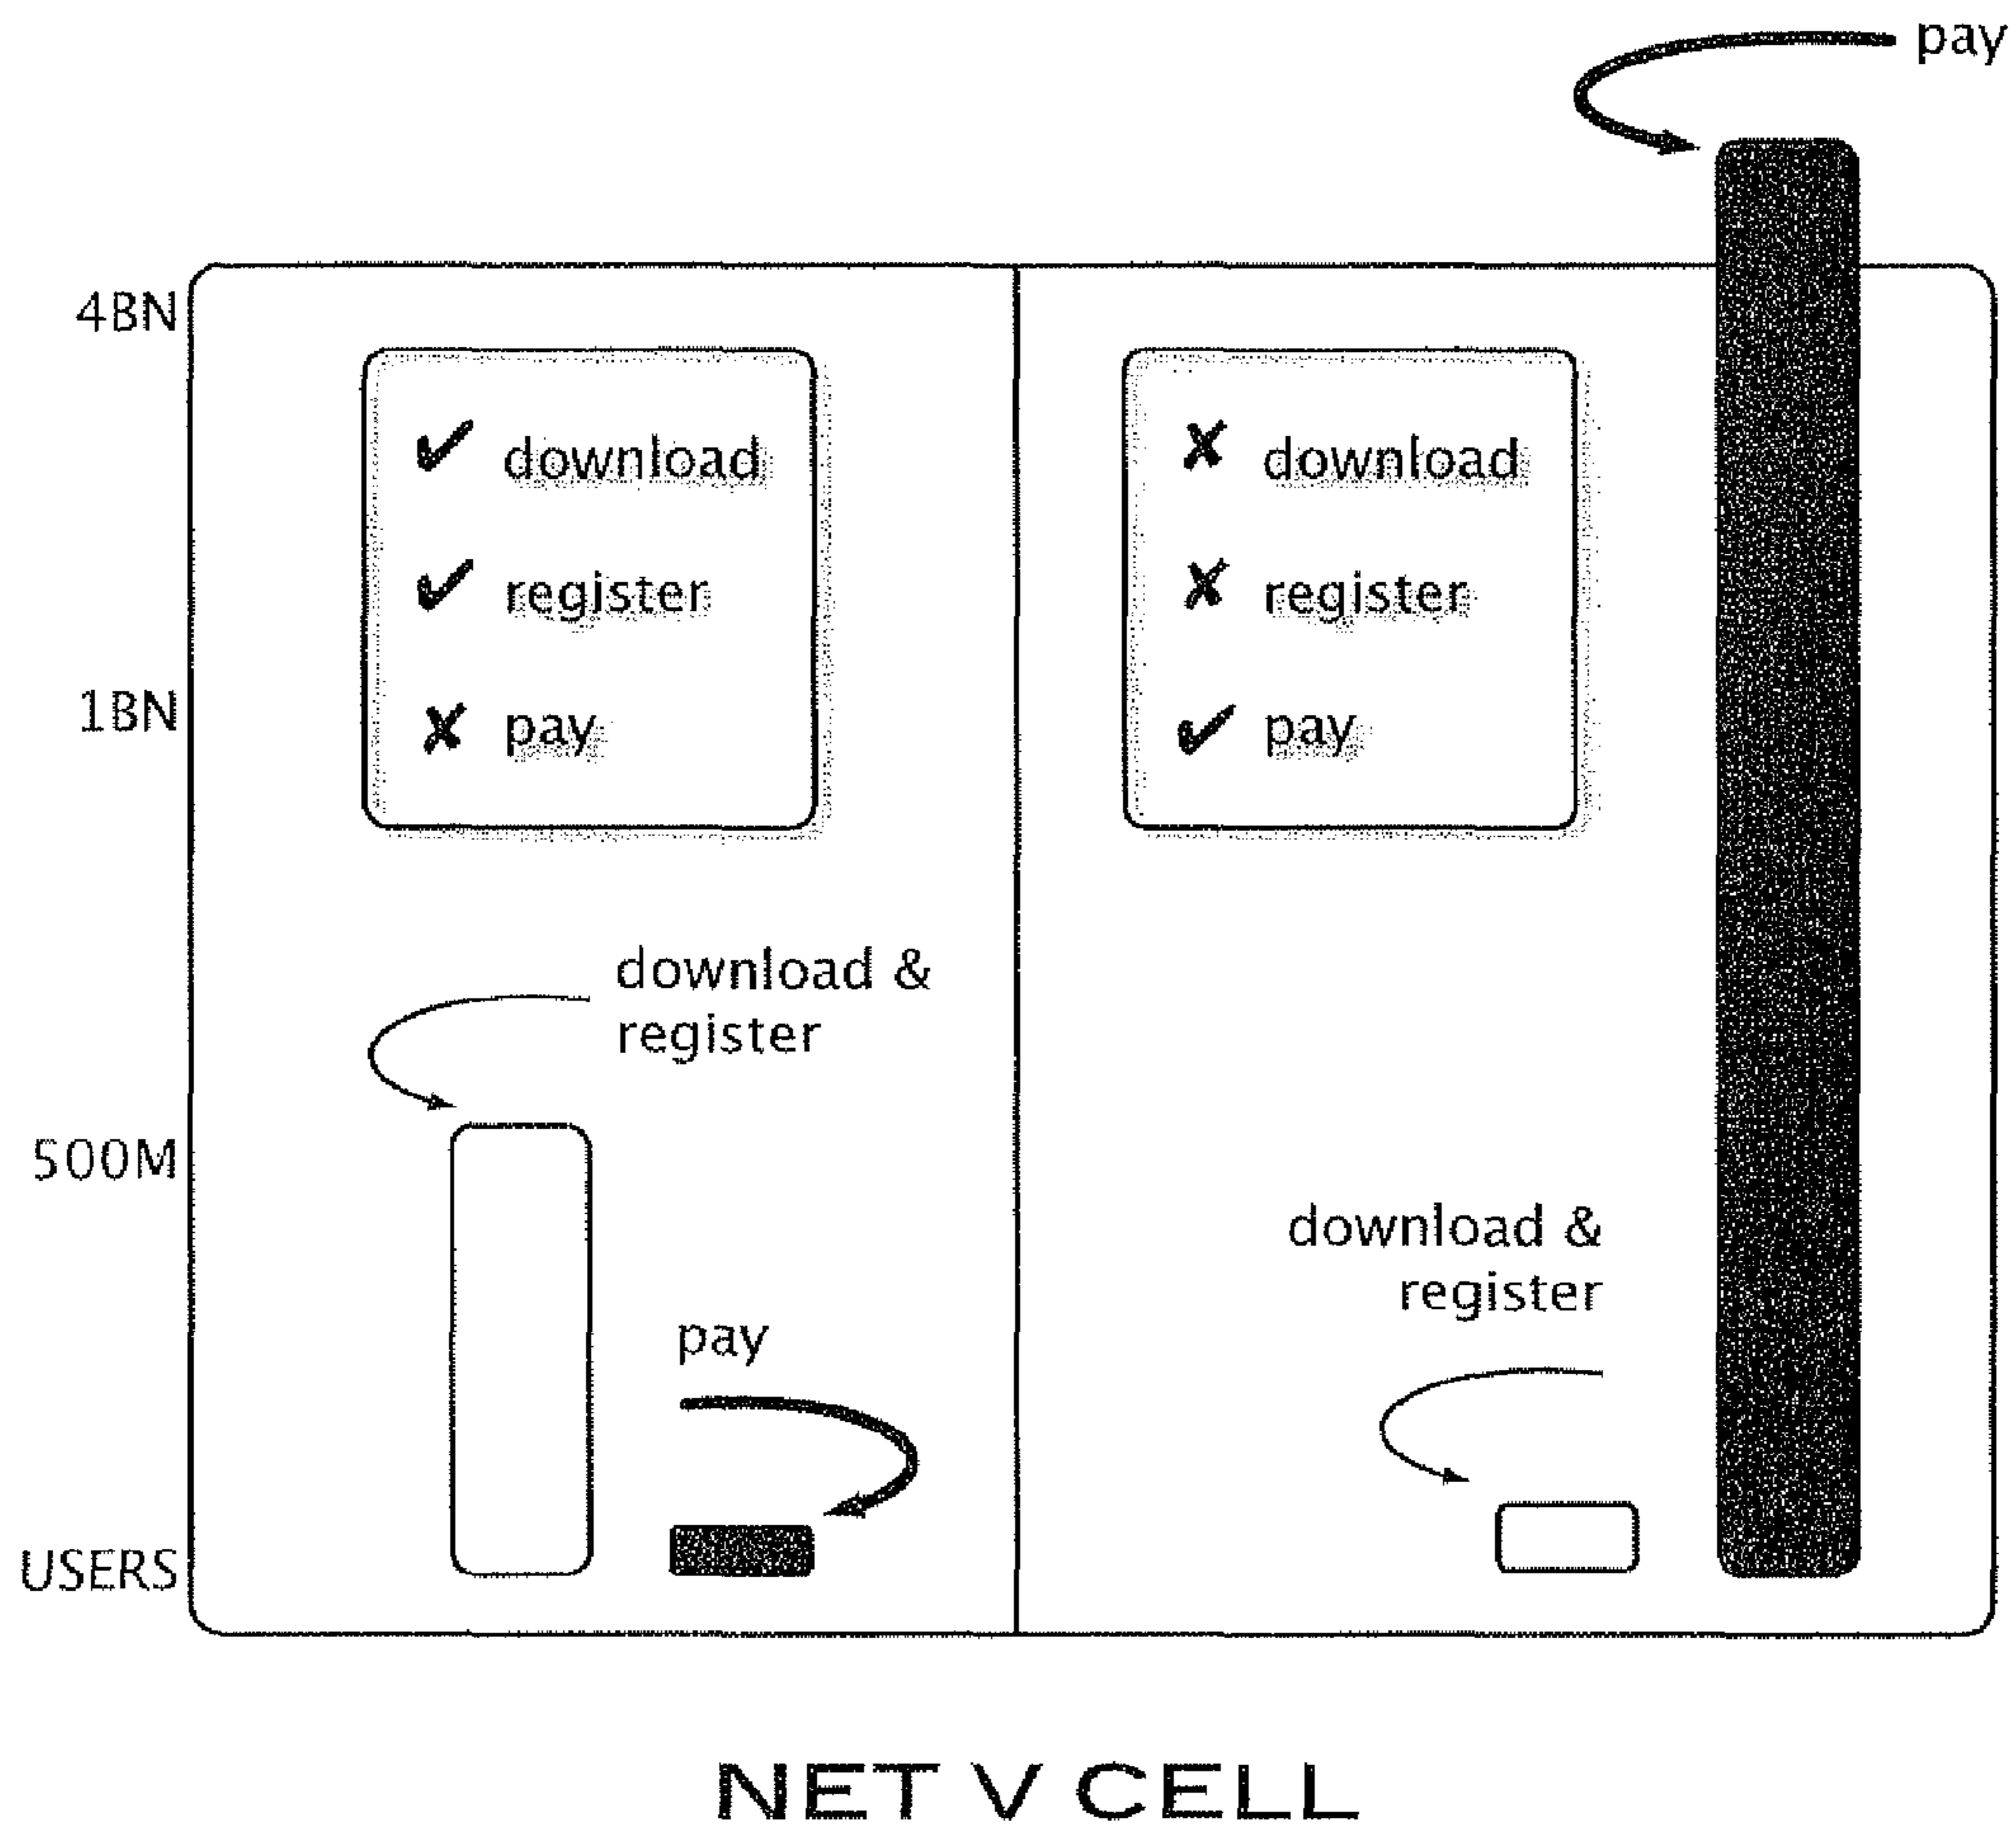 pay
4BN
✔ download
✔ register
✘ pay
✘ download
✘ register
✔ pay
1BN
download &
register
500M
pay
download &
register
USERS
NET V CELL